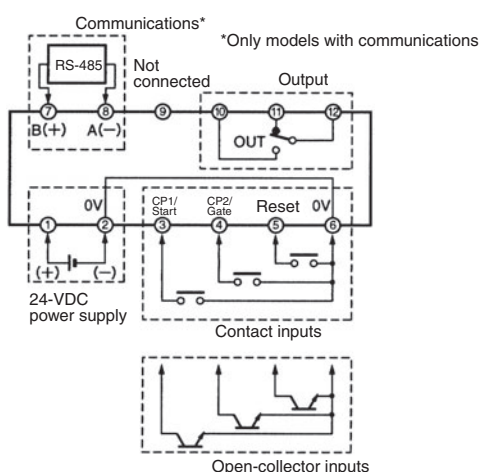 Communications*
*Only models with communications
RS-485
Not
connected
Output
7 8 9 10 11 12
B(+) A(−)
OUT
0V
CP1/
Start
CP2/
Gate
Reset
0V
1 2 3 4 5 6
(+) (−)
24-VDC
power supply
Contact inputs
Open-collector inputs